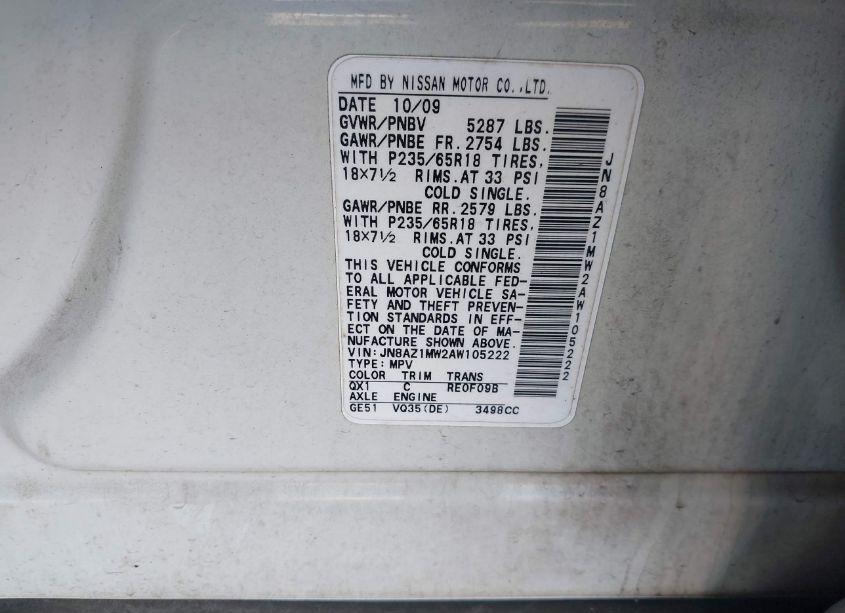 MFD BY NISSAN MOTOR CO.,LTD.
DATE 10/09
GVWR/PNBV 5287 LBS.
GAWR/PNBE FR. 2754 LBS.
WITH P235/65R18 TIRES,
18×7½ RIMS.AT 33 PSI
COLD SINGLE.
GAWR/PNBE RR. 2579 LBS.
WITH P235/65R18 TIRES,
18×7½ RIMS.AT 33 PSI
COLD SINGLE.
THIS VEHICLE CONFORMS
TO ALL APPLICABLE FED-
ERAL MOTOR VEHICLE SA-
FETY AND THEFT PREVEN-
TION STANDARDS IN EFF-
ECT ON THE DATE OF MA-
NUFACTURE SHOWN ABOVE.
VIN:JN8AZ1MW2AW105222
TYPE: MPV
COLOR TRIM TRANS
QX1 C RE0F09B
AXLE ENGINE
GE51 VQ35(DE) 3498CC
JN8AZ1MW2AW105222